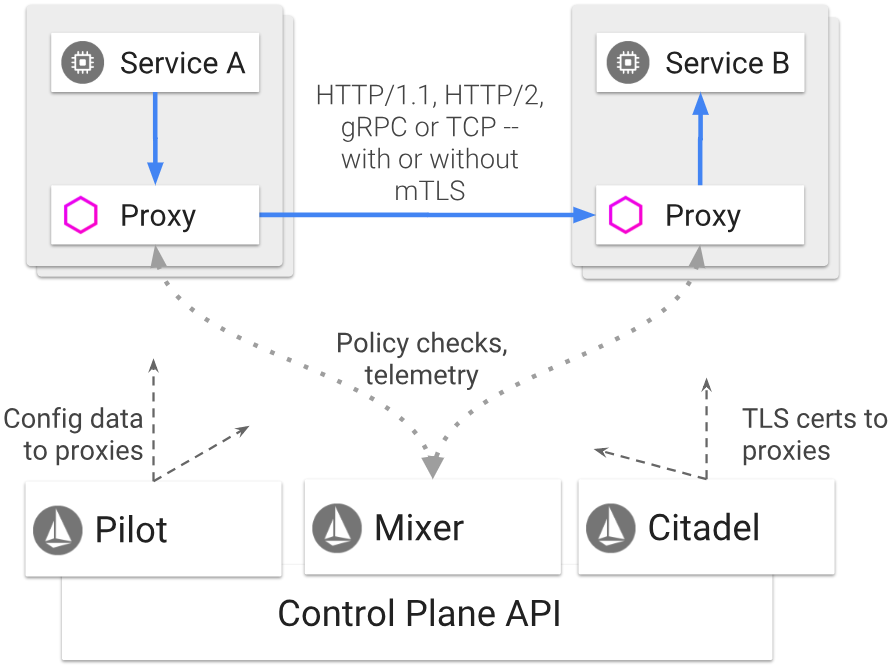 Service A
Service B
HTTP/1.1, HTTP/2,
gRPC or TCP --
with or without
mTLS
Proxy
Proxy
Policy checks,
telemetry
Config data
to proxies
TLS certs to
proxies
Pilot
Mixer
Citadel
Control Plane API